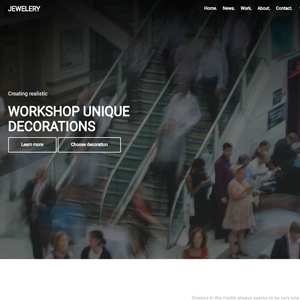 JEWELERY
Home. News. Work. About. Contact.
Creating realistic
WORKSHOP UNIQUE
DECORATIONS
Learn more
Choose decoration
Science in the media always seems to be very one